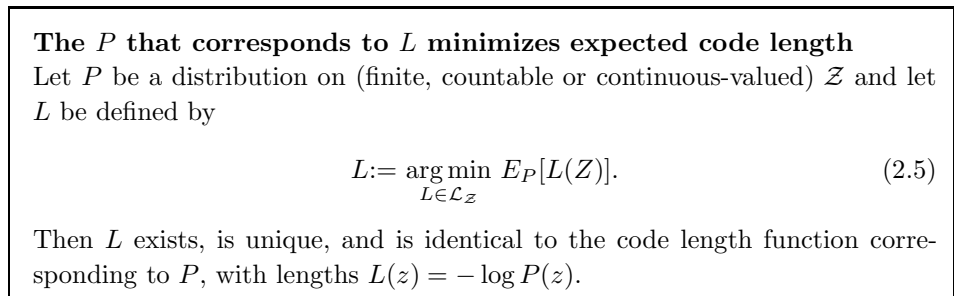 The P that corresponds to L minimizes expected code length
Let P be a distribution on (finite, countable or continuous-valued) 𝒵 and let
L be defined by
L:= arg min E_P[L(Z)]. (2.5)
L∈ℒ_𝒵
Then L exists, is unique, and is identical to the code length function corre-
sponding to P, with lengths L(z) = − log P(z).